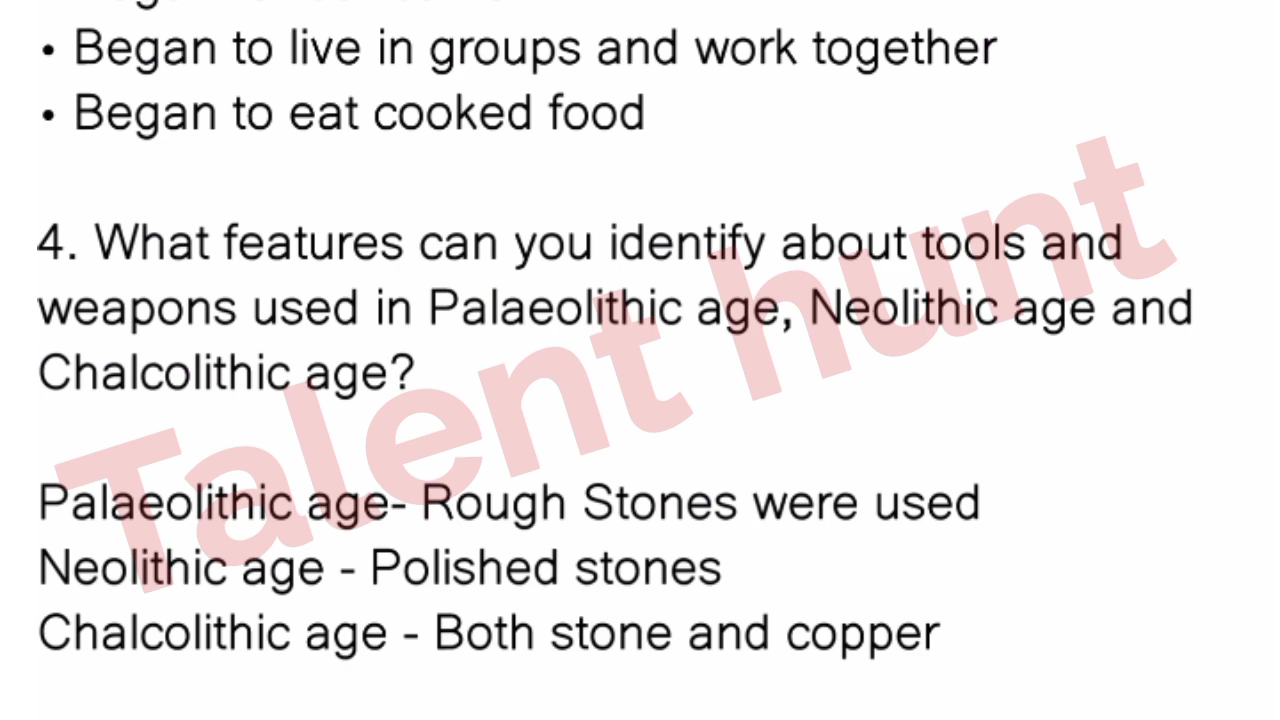 • Began to live in groups and work together
• Began to eat cooked food
4. What features can you identify about tools and
weapons used in Palaeolithic age, Neolithic age and
Chalcolithic age?
Palaeolithic age- Rough Stones were used
Neolithic age - Polished stones
Chalcolithic age - Both stone and copper
Talent hunt